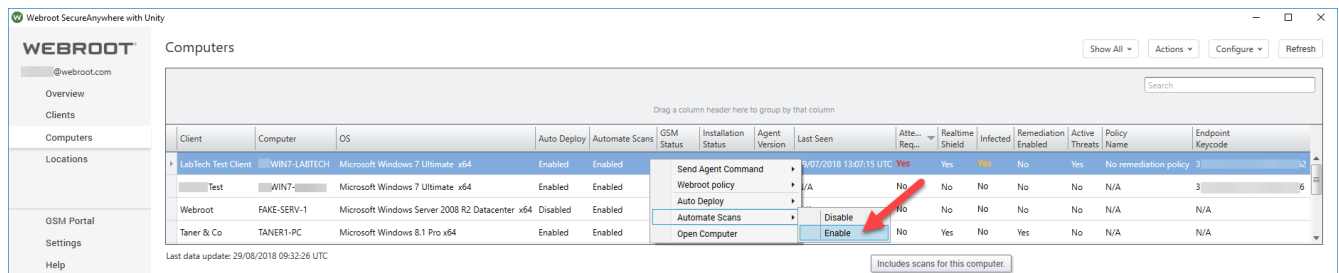 Webroot SecureAnywhere with Unity
WEBROOT
@webroot.com
Overview
Clients
Computers
Locations
GSM Portal
Settings
Help
Computers
Show All
Actions
Configure
Refresh
Search
Drag a column header here to group by that column
Client Computer OS Auto Deploy Automate Scans GSM Status Installation Status Agent Version Last Seen Atte... Req... Realtime Shield Infected Remediation Enabled Active Threats Policy Name Endpoint Keycode
LabTech Test Client WIN7-LABTECH Microsoft Windows 7 Ultimate x64 Enabled Enabled 9/07/2018 13:07:15 UTC Yes Yes Yes No Yes No remediation policy 3 52
Test WIN7- Microsoft Windows 7 Ultimate x64 Enabled Enabled /A No No No No No N/A 3 6
Webroot FAKE-SERV-1 Microsoft Windows Server 2008 R2 Datacenter x64 Disabled Enabled No No No No No N/A N/A
Taner & Co TANER1-PC Microsoft Windows 8.1 Pro x64 Enabled Enabled No Yes No Yes No N/A N/A
Send Agent Command
Webroot policy
Auto Deploy
Automate Scans
Open Computer
Disable
Enable
Includes scans for this computer.
Last data update: 29/08/2018 09:32:26 UTC